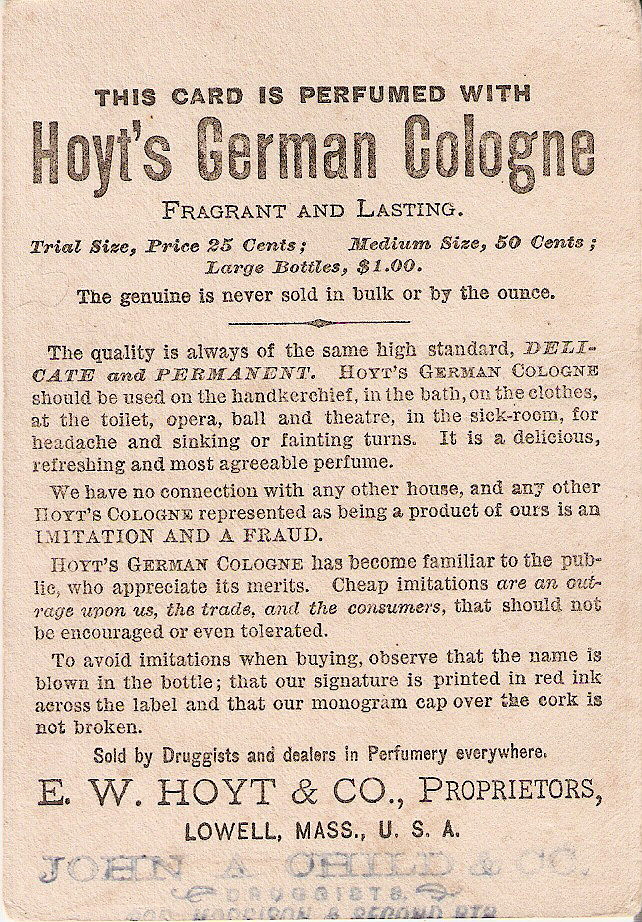 THIS CARD IS PERFUMED WITH
Hoyt's German Cologne
FRAGRANT AND LASTING.
Trial Size, Price 25 Cents; Medium Size, 50 Cents;
Large Bottles, $1.00.
The genuine is never sold in bulk or by the ounce.
The quality is always of the same high standard, DELI-
CATE and PERMANENT. HOYT'S GERMAN COLOGNE
should be used on the handkerchief, in the bath, on the clothes,
at the toilet, opera, ball and theatre, in the sick-room, for
headache and sinking or fainting turns. It is a delicious,
refreshing and most agreeable perfume.
We have no connection with any other house, and any other
HOYT'S COLOGNE represented as being a product of ours is an
IMITATION AND A FRAUD.
HOYT'S GERMAN COLOGNE has become familiar to the pub-
lic, who appreciate its merits. Cheap imitations are an out-
rage upon us, the trade, and the consumers, that should not
be encouraged or even tolerated.
To avoid imitations when buying, observe that the name is
blown in the bottle; that our signature is printed in red ink
across the label and that our monogram cap over the cork is
not broken.
Sold by Druggists and dealers in Perfumery everywhere.
E. W. HOYT & CO., PROPRIETORS,
LOWELL, MASS., U. S. A.
JOHN A CHILD & CO.
DRUGGISTS.
COR MORRISON & SECOND STS